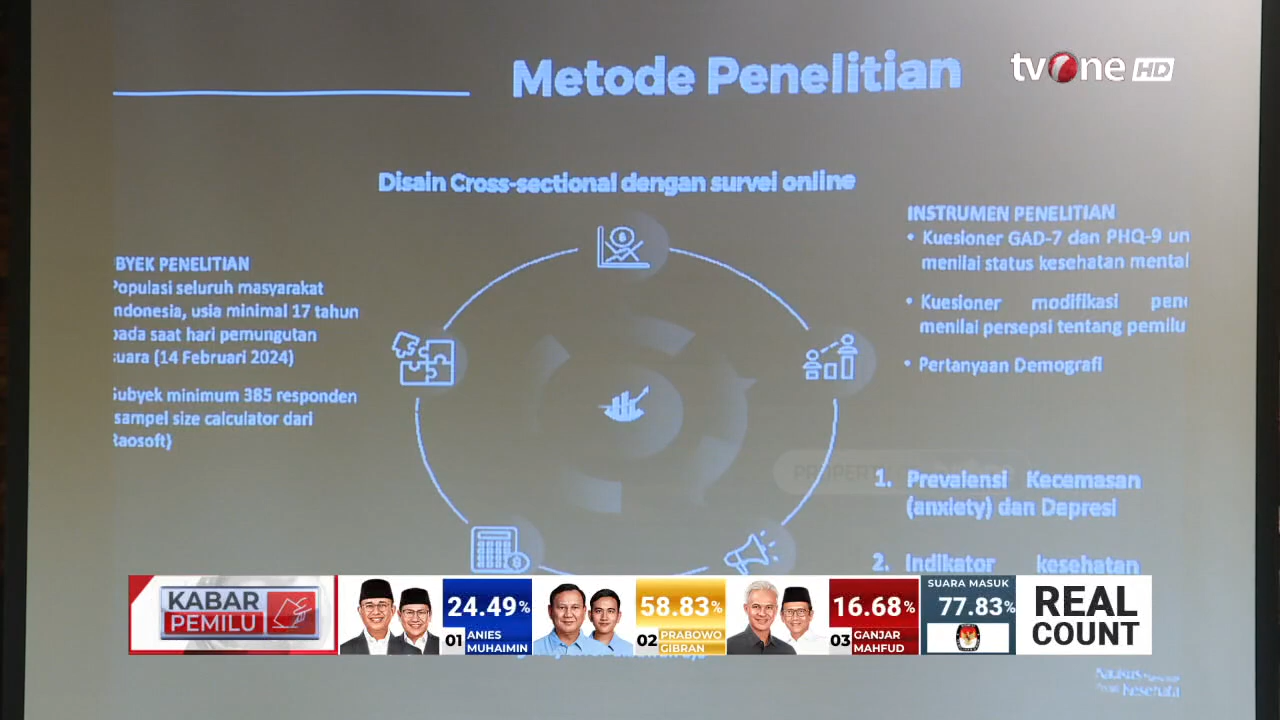 Metode Penelitian
tvOne HD
Disain Cross-sectional dengan survei online
BYEK PENELITIAN
Populasi seluruh masyarakat
ndonesia, usia minimal 17 tahun
pada saat hari pemungutan
suara (14 Februari 2024)
Subyek minimum 385 responden
sampel size calculator dari
Raosoft)
INSTRUMEN PENELITIAN
• Kuesioner GAD-7 dan PHQ-9 un
menilai status kesehatan mental
• Kuesioner modifikasi pen
menilai persepsi tentang pemilu
• Pertanyaan Demografi
1. Prevalensi Kecemasan
(anxiety) dan Depresi
2. Indikator kesehatan
KABAR
PEMILU
24.49%
01 ANIES
MUHAIMIN
58.83%
02 PRABOWO
GIBRAN
16.68%
03 GANJAR
MAHFUD
SUARA MASUK
77.83%
REAL
COUNT